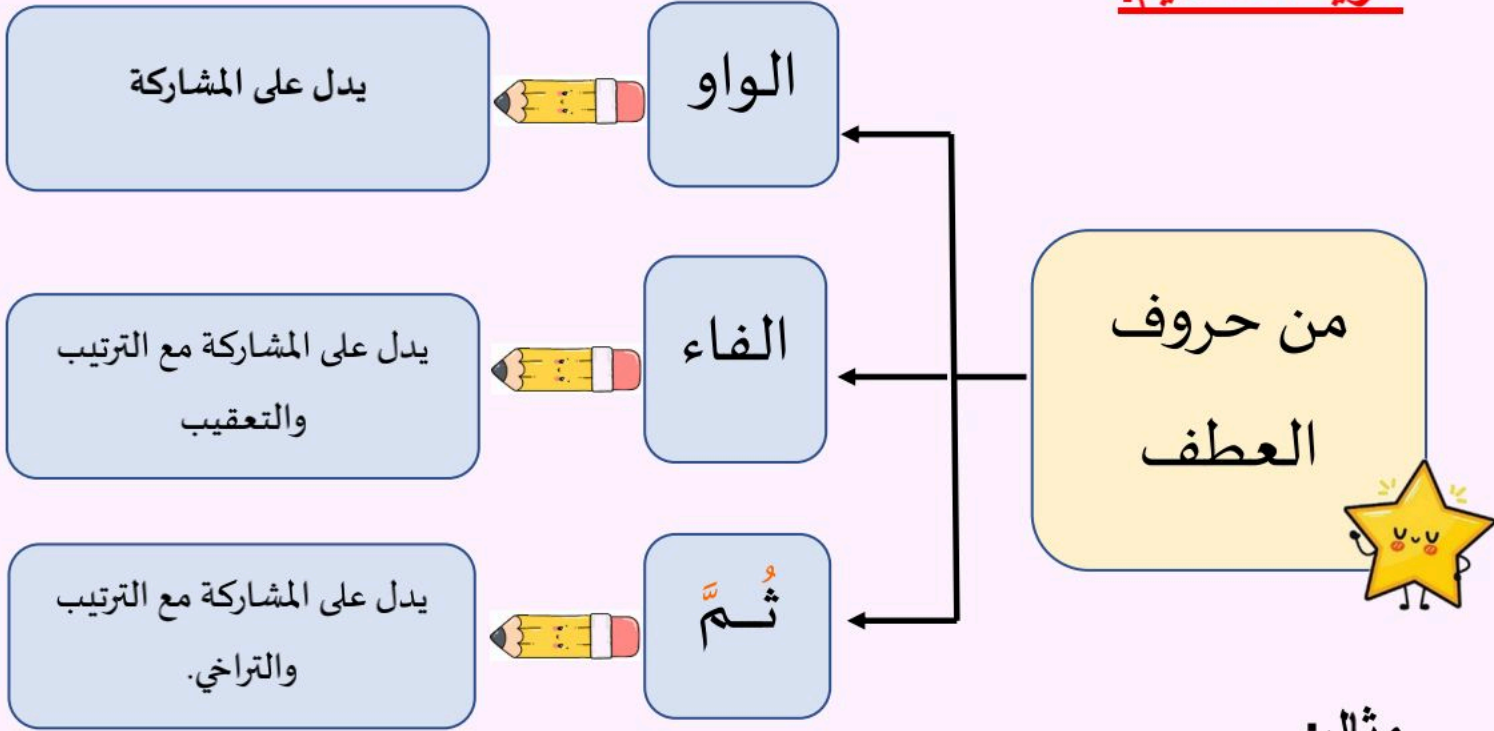 من حروف
العطف
الواو
يدل على المشاركة
الفاء
يدل على المشاركة مع الترتيب
والتعقيب
ثُـمَّ
يدل على المشاركة مع الترتيب
والتراخي.